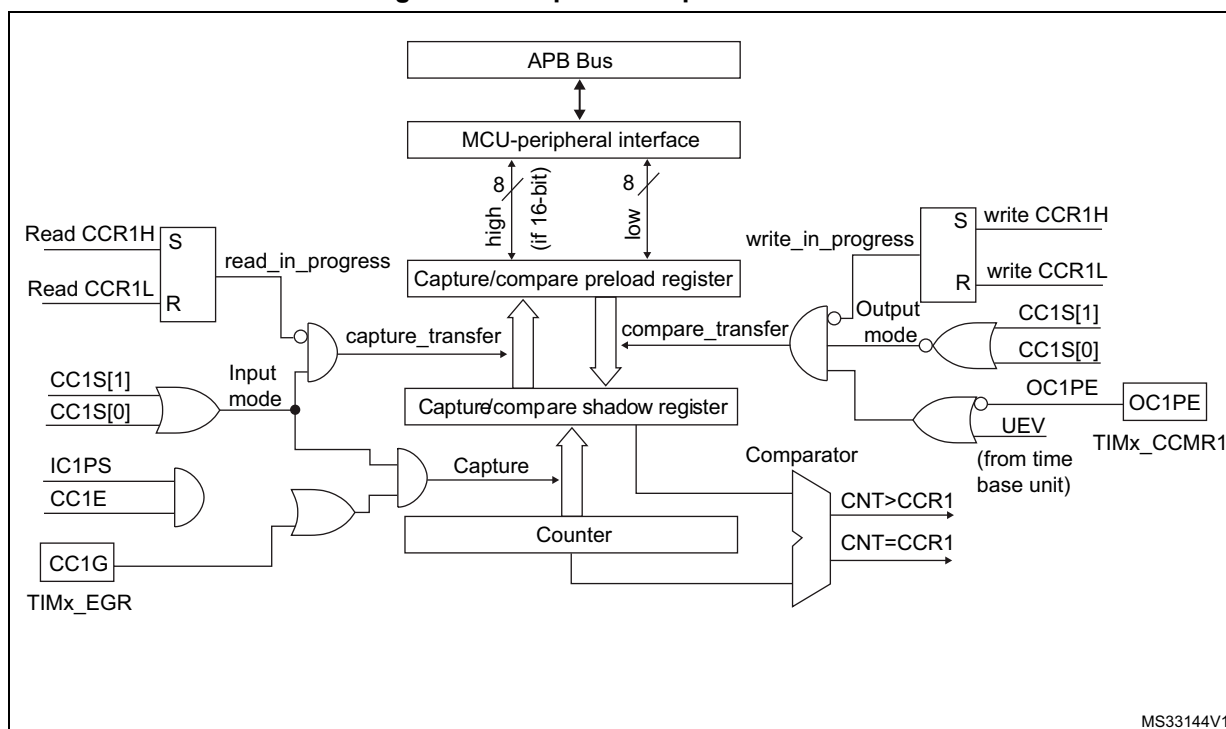 APB Bus
MCU-peripheral interface
8
high
(if 16-bit)
8
low
Read CCR1H
S
Read CCR1L
R
read_in_progress
write_in_progress
S
write CCR1H
R
write CCR1L
Capture/compare preload register
capture_transfer
compare_transfer
Output
mode
CC1S[1]
CC1S[0]
CC1S[1]
CC1S[0]
Input
mode
Capture/compare shadow register
OC1PE
OC1PE
UEV
TIMx_CCMR1
(from time
base unit)
IC1PS
CC1E
Capture
Comparator
Counter
CNT>CCR1
CNT=CCR1
CC1G
TIMx_EGR
MS33144V1